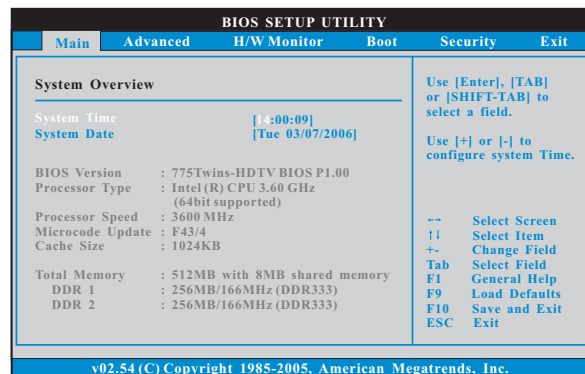 BIOS SETUP UTILITY
Main Advanced H/W Monitor Boot Security Exit
System Overview
System Time [14:00:09]
System Date [Tue 03/07/2006]
BIOS Version : 775Twins-HDTV BIOS P1.00
Processor Type : Intel (R) CPU 3.60 GHz
(64bit supported)
Processor Speed : 3600 MHz
Microcode Update : F43/4
Cache Size : 1024KB
Total Memory : 512MB with 8MB shared memory
DDR 1 : 256MB/166MHz (DDR333)
DDR 2 : 256MB/166MHz (DDR333)
Use [Enter], [TAB]
or [SHIFT-TAB] to
select a field.
Use [+] or [-] to
configure system Time.
←→ Select Screen
↑↓ Select Item
+- Change Field
Tab Select Field
F1 General Help
F9 Load Defaults
F10 Save and Exit
ESC Exit
v02.54 (C) Copyright 1985-2005, American Megatrends, Inc.